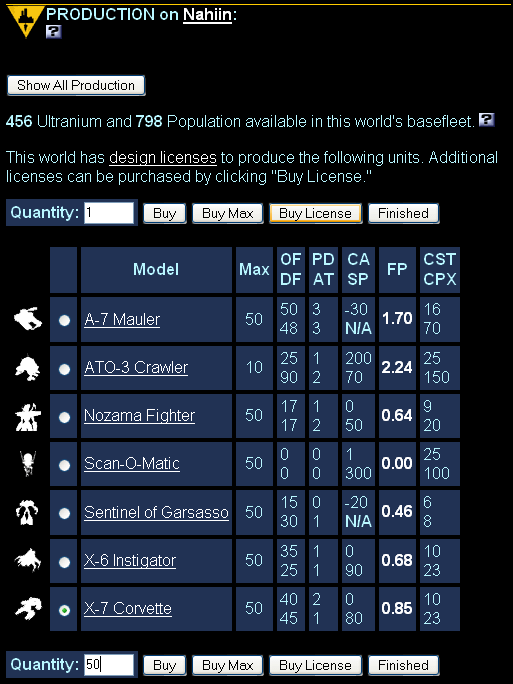 PRODUCTION on Nahiin:
?
Show All Production
456 Ultranium and 798 Population available in this world's basefleet. ?
This world has design licenses to produce the following units. Additional
licenses can be purchased by clicking "Buy License."
Quantity: 1 Buy Buy Max Buy License Finished
Model Max OF DF PD AT CA SP FP CST CPX
A-7 Mauler 50 50 48 3 3 -30 N/A 1.70 16 70
ATO-3 Crawler 10 25 90 1 2 200 70 2.24 25 150
Nozama Fighter 50 17 17 1 2 0 50 0.64 9 20
Scan-O-Matic 50 0 0 0 0 1 300 0.00 25 100
Sentinel of Garsasso 50 15 30 0 1 -20 N/A 0.46 6 8
X-6 Instigator 50 35 25 1 1 0 90 0.68 10 23
X-7 Corvette 50 40 45 2 1 0 80 0.85 10 23
Quantity: 50 Buy Buy Max Buy License Finished